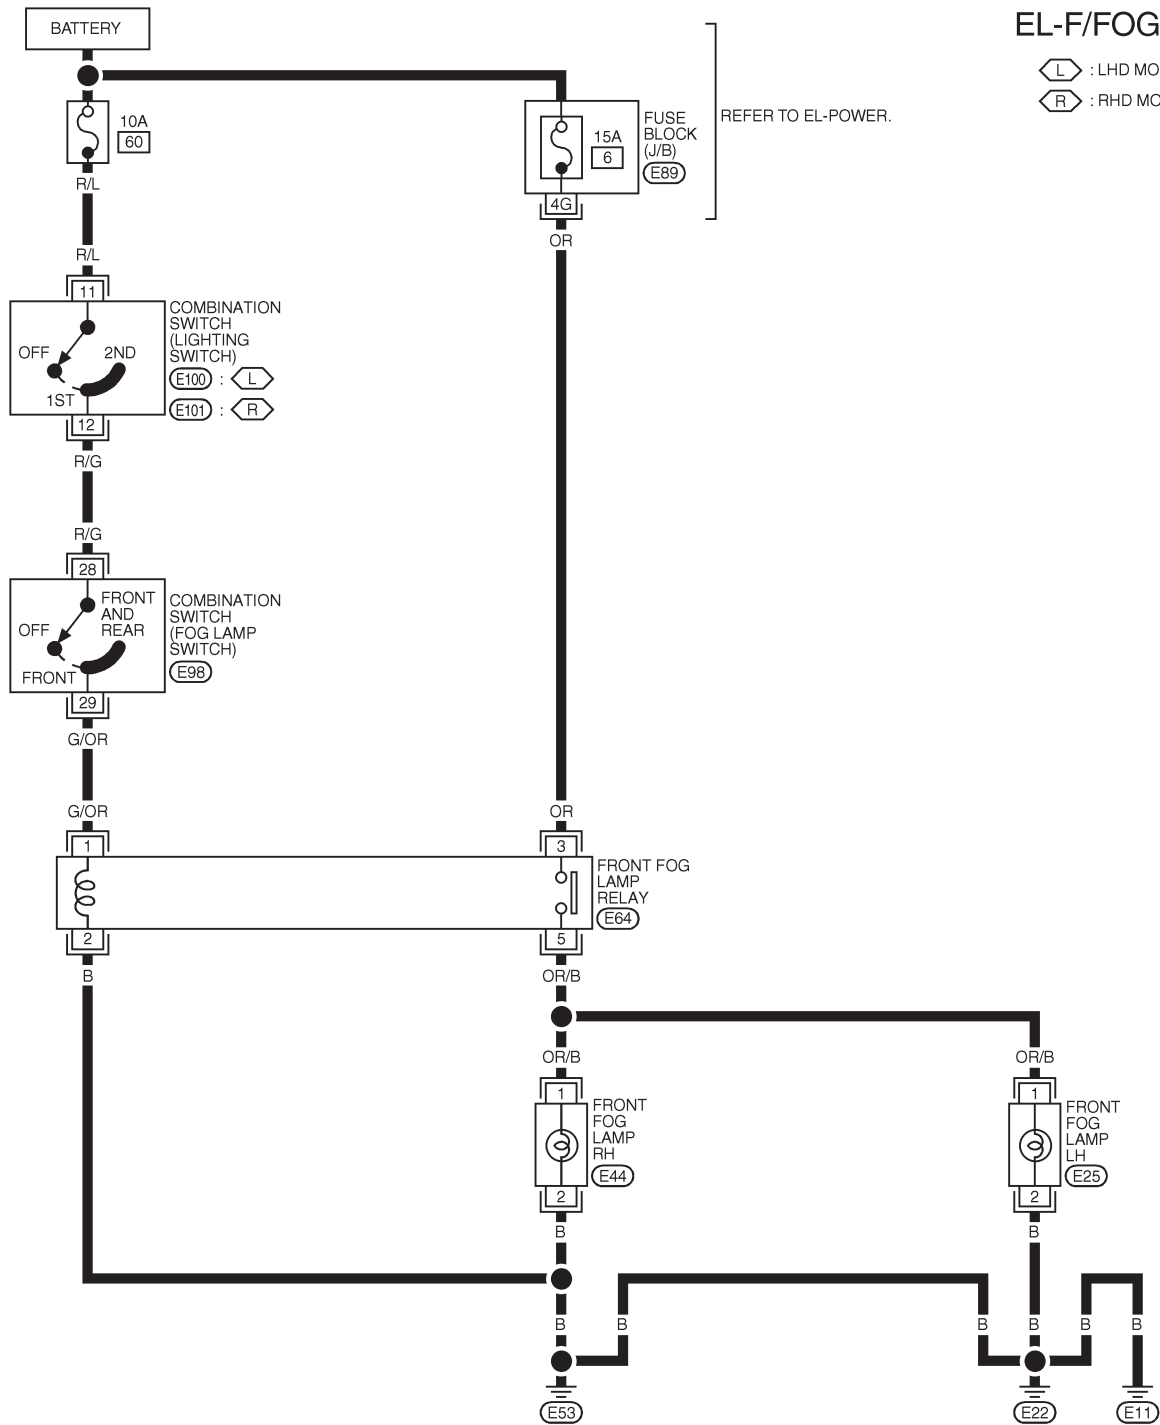 BATTERY
EL-F/FOG
L : LHD MO
R : RHD MO
10A
60
15A
6
FUSE
BLOCK
(J/B)
E89
REFER TO EL-POWER.
4G
R/L
OR
R/L
11
COMBINATION
SWITCH
(LIGHTING
SWITCH)
E100 : L
E101 : R
OFF
2ND
1ST
12
R/G
R/G
28
FRONT
AND
REAR
OFF
FRONT
COMBINATION
SWITCH
(FOG LAMP
SWITCH)
E98
29
G/OR
G/OR
OR
1
3
FRONT FOG
LAMP
RELAY
E64
2
5
B
OR/B
OR/B
OR/B
1
1
FRONT
FOG
LAMP
RH
E44
FRONT
FOG
LAMP
LH
E25
2
2
B
B
B
B
B
B
B
B
E53
E22
E11